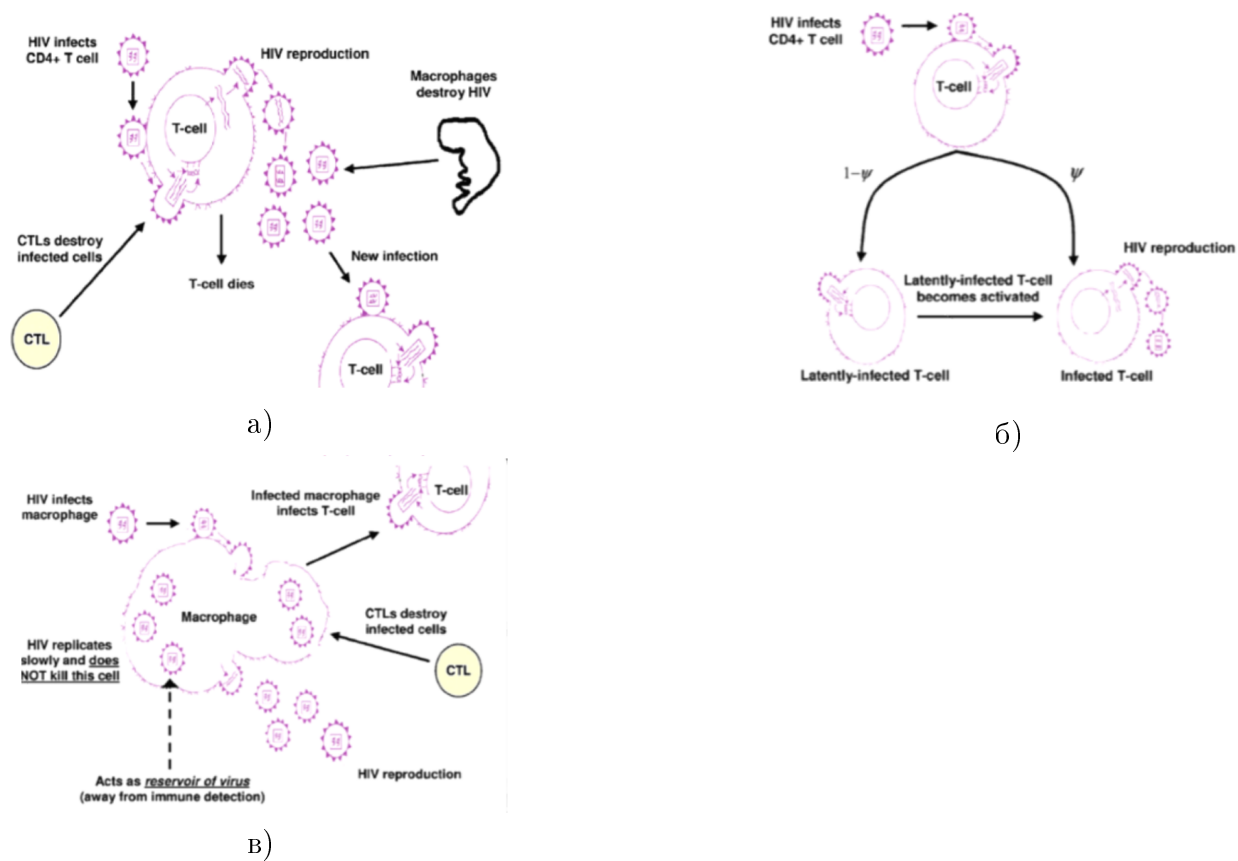 HIV infects
CD4+ T cell
HIV reproduction
Macrophages
destroy HIV
T-cell
CTLs destroy
infected cells
New infection
T-cell dies
CTL
T-cell
а)
HIV infects
CD4+ T cell
T-cell
1-ψ
ψ
HIV reproduction
Latently-infected T-cell
becomes activated
Latently-infected T-cell
Infected T-cell
б)
HIV infects
macrophage
Infected macrophage
infects T-cell
T-cell
Macrophage
CTLs destroy
infected cells
HIV replicates
slowly and does
NOT kill this cell
CTL
HIV reproduction
Acts as reservoir of virus
(away from immune detection)
в)